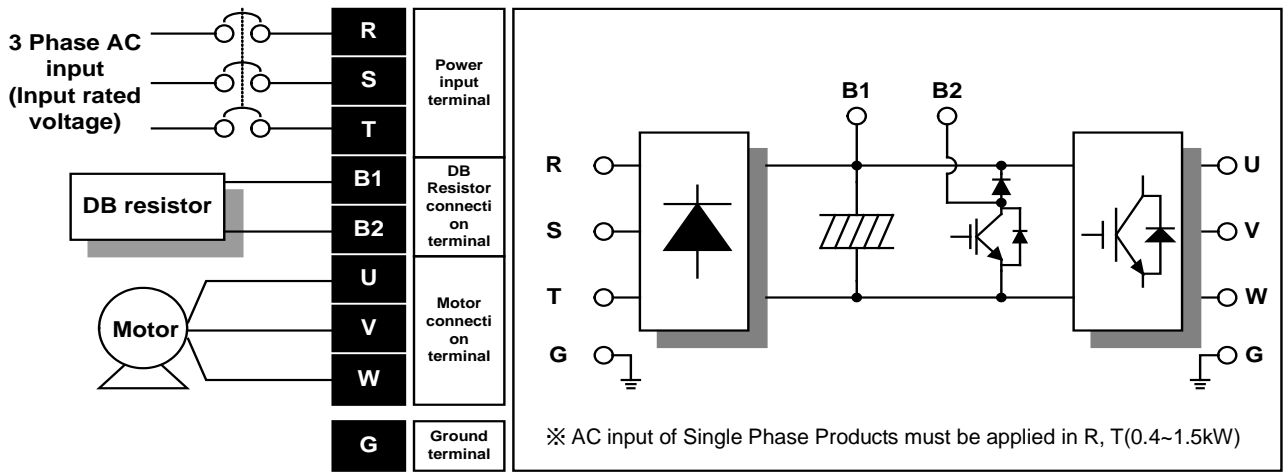 3 Phase AC
input
(Input rated
voltage)
R
S
T
Power
input
terminal
DB resistor
B1
B2
DB
Resistor
connecti
on
terminal
Motor
U
V
W
Motor
connecti
on
terminal
G
Ground
terminal
B1 B2
R
S
T
G
U
V
W
G
※ AC input of Single Phase Products must be applied in R, T(0.4~1.5kW)